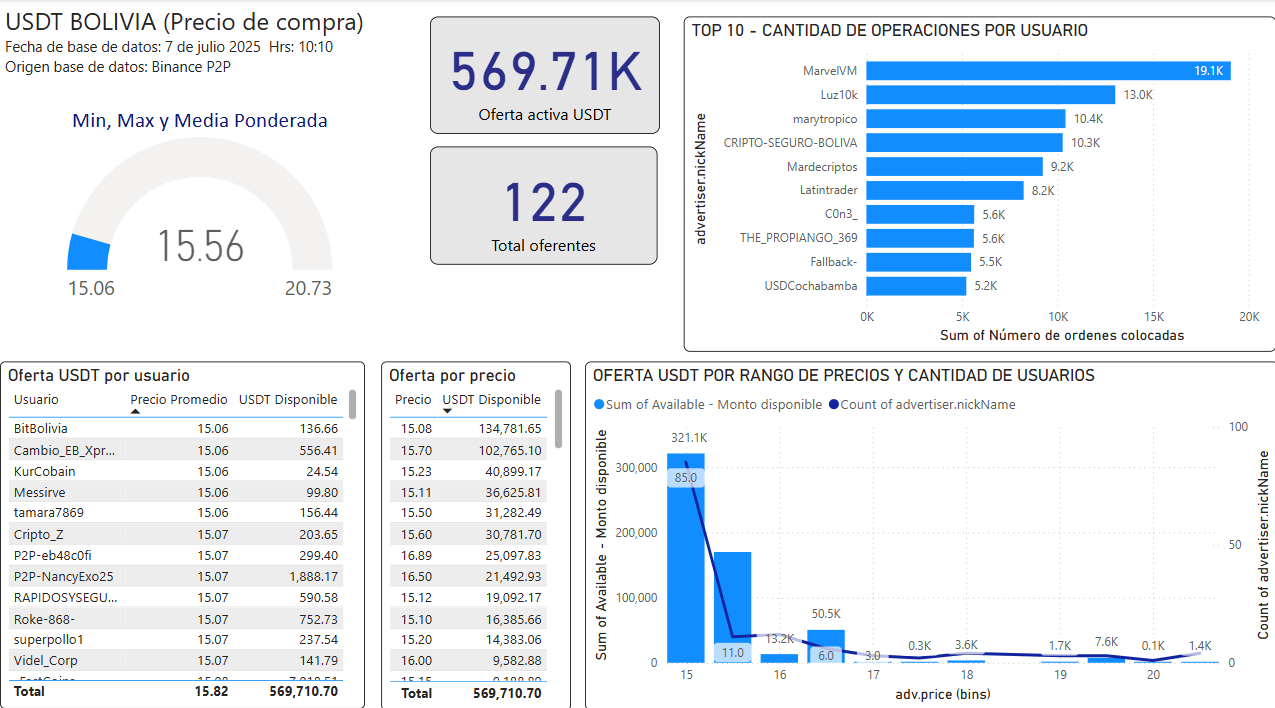 USDT BOLIVIA (Precio de compra)
Fecha de base de datos: 7 de julio 2025 Hrs: 10:10
Origen base de datos: Binance P2P
Min, Max y Media Ponderada
15.56
15.06
20.73
569.71K
Oferta activa USDT
122
Total oferentes
TOP 10 - CANTIDAD DE OPERACIONES POR USUARIO
advertiser.nickName
MarvelVM 19.1K
Luz10k 13.0K
marytropico 10.4K
CRIPTO-SEGURO-BOLIVA 10.3K
Mardecriptos 9.2K
Latintrader 8.2K
C0n3_ 5.6K
THE_PROPIANGO_369 5.6K
Fallback- 5.5K
USDCochabamba 5.2K
0K 5K 10K 15K 20K
Sum of Número de ordenes colocadas
Oferta USDT por usuario
Usuario Precio Promedio USDT Disponible
BitBolivia 15.06 136.66
Cambio_EB_Xpr... 15.06 556.41
KurCobain 15.06 24.54
Messirve 15.06 99.80
tamara7869 15.06 156.44
Cripto_Z 15.07 203.65
P2P-eb48c0fi 15.07 299.40
P2P-NancyExo25 15.07 1,888.17
RAPIDOSYSEGU... 15.07 590.58
Roke-868- 15.07 752.73
superpollo1 15.07 237.54
Videl_Corp 15.07 141.79
Total 15.82 569,710.70
Oferta por precio
Precio USDT Disponible
15.08 134,781.65
15.70 102,765.10
15.23 40,899.17
15.11 36,625.81
15.50 31,282.49
15.60 30,781.70
16.89 25,097.83
16.50 21,492.93
15.12 19,092.17
15.10 16,385.66
15.20 14,383.06
16.00 9,582.88
Total 569,710.70
OFERTA USDT POR RANGO DE PRECIOS Y CANTIDAD DE USUARIOS
Sum of Available - Monto disponible Count of advertiser.nickName
Sum of Available - Monto disponible
300,000
200,000
100,000
0
321.1K
85.0
11.0
13.2K
50.5K
6.0
3.0
0.3K
3.6K
1.7K
7.6K
0.1K
1.4K
100
50
0
Count of advertiser.nickName
15 16 17 18 19 20
adv.price (bins)